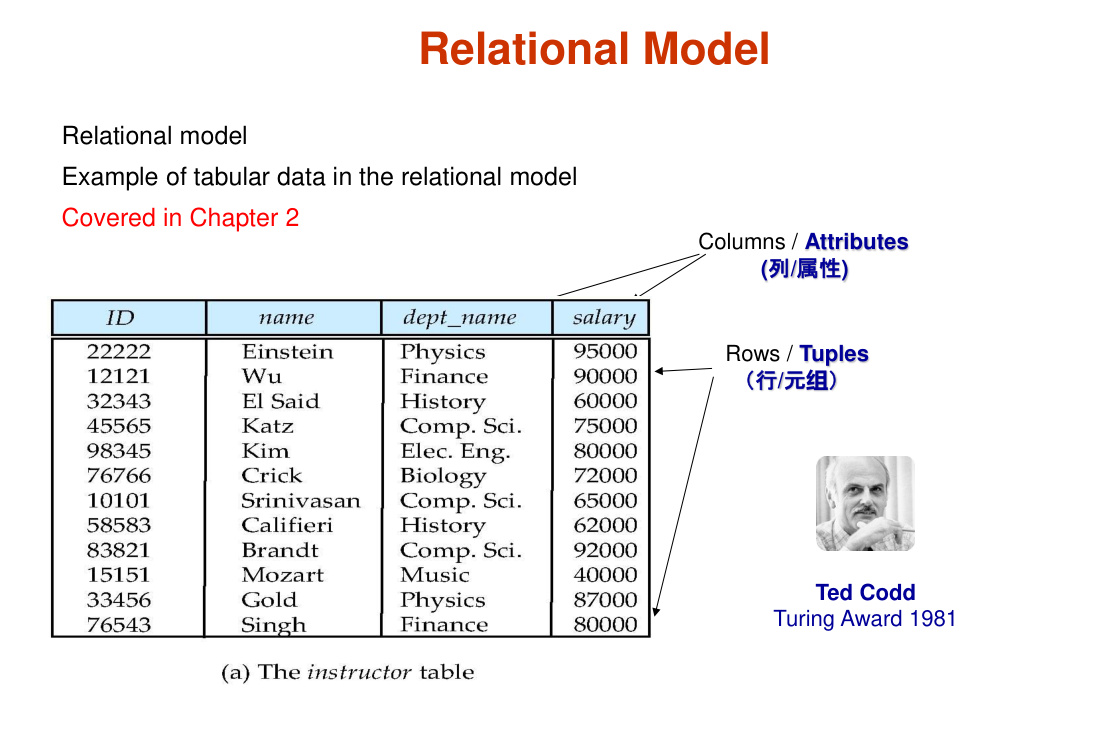 Relational Model
Relational model
Example of tabular data in the relational model
Covered in Chapter 2
Columns / Attributes
(列/属性)
ID name dept_name salary
22222 Einstein Physics 95000
12121 Wu Finance 90000
32343 El Said History 60000
45565 Katz Comp. Sci. 75000
98345 Kim Elec. Eng. 80000
76766 Crick Biology 72000
10101 Srinivasan Comp. Sci. 65000
58583 Califieri History 62000
83821 Brandt Comp. Sci. 92000
15151 Mozart Music 40000
33456 Gold Physics 87000
76543 Singh Finance 80000
Rows / Tuples
（行/元组）
Ted Codd
Turing Award 1981
(a) The instructor table